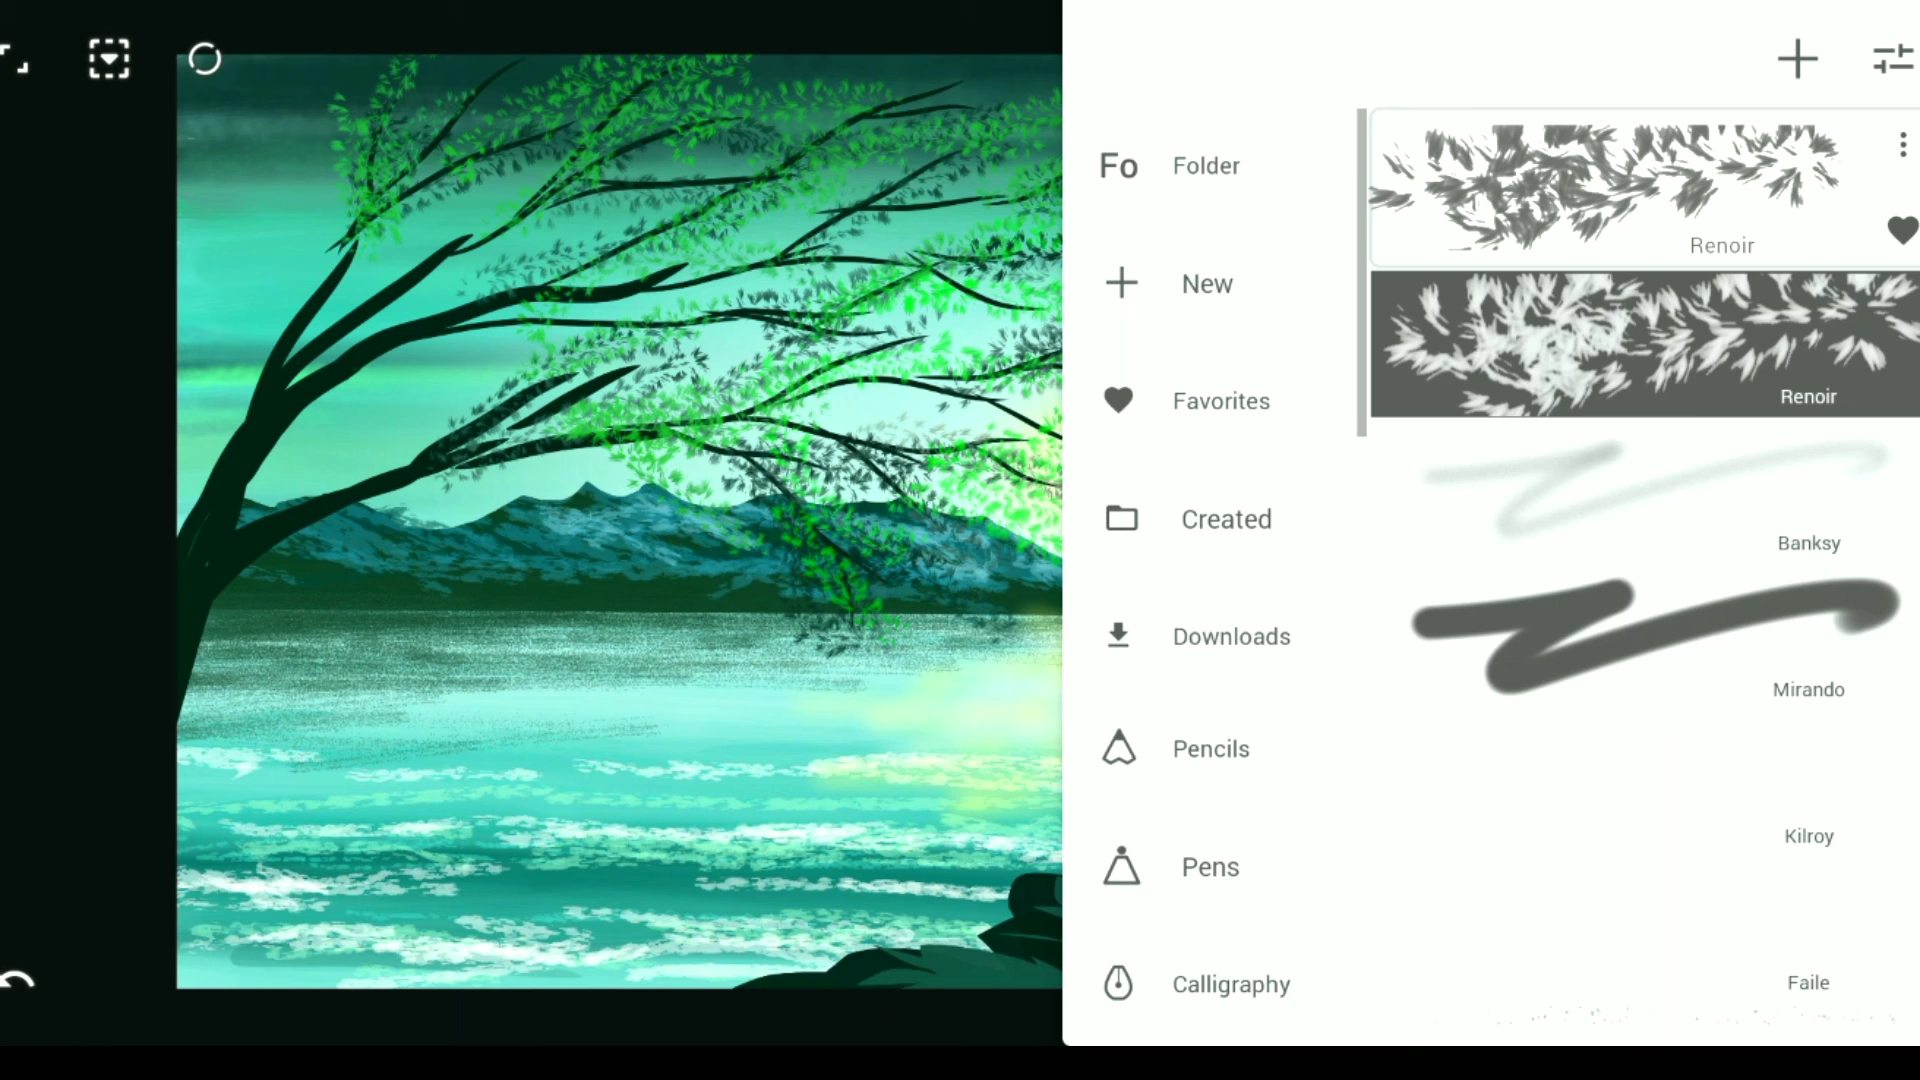 Fo Folder
New
Favorites
Created
Downloads
Pencils
Pens
Calligraphy
Renoir
Renoir
Banksy
Mirando
Kilroy
Faile